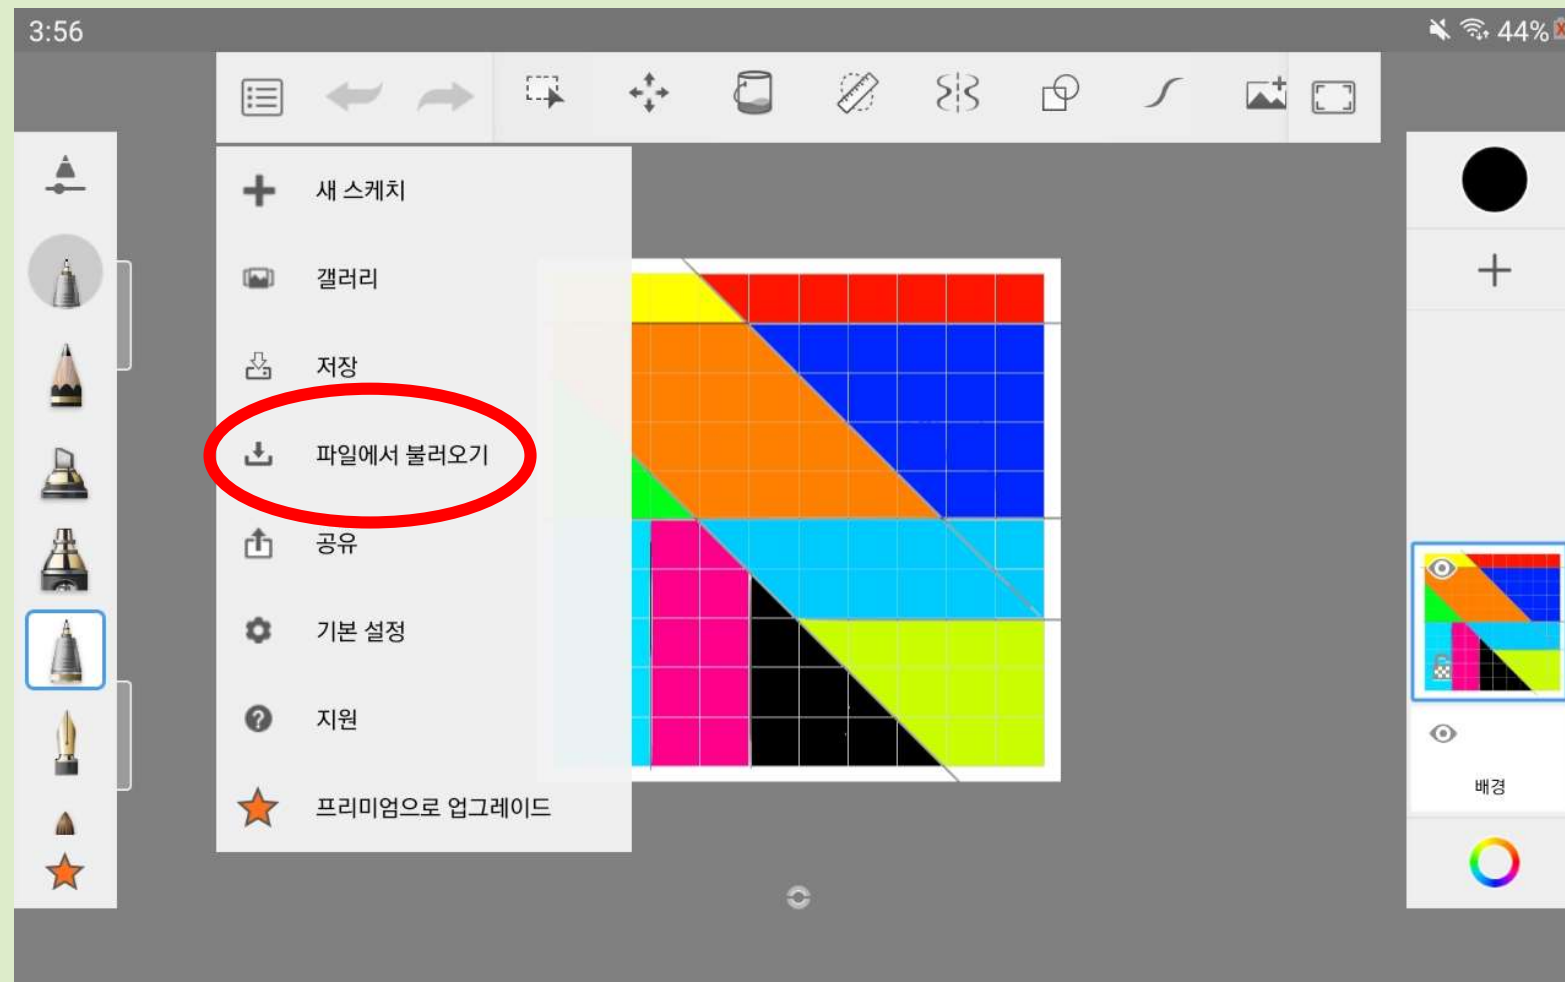 3:56
44%
새 스케치
갤러리
저장
파일에서 불러오기
공유
기본 설정
지원
프리미엄으로 업그레이드
배경